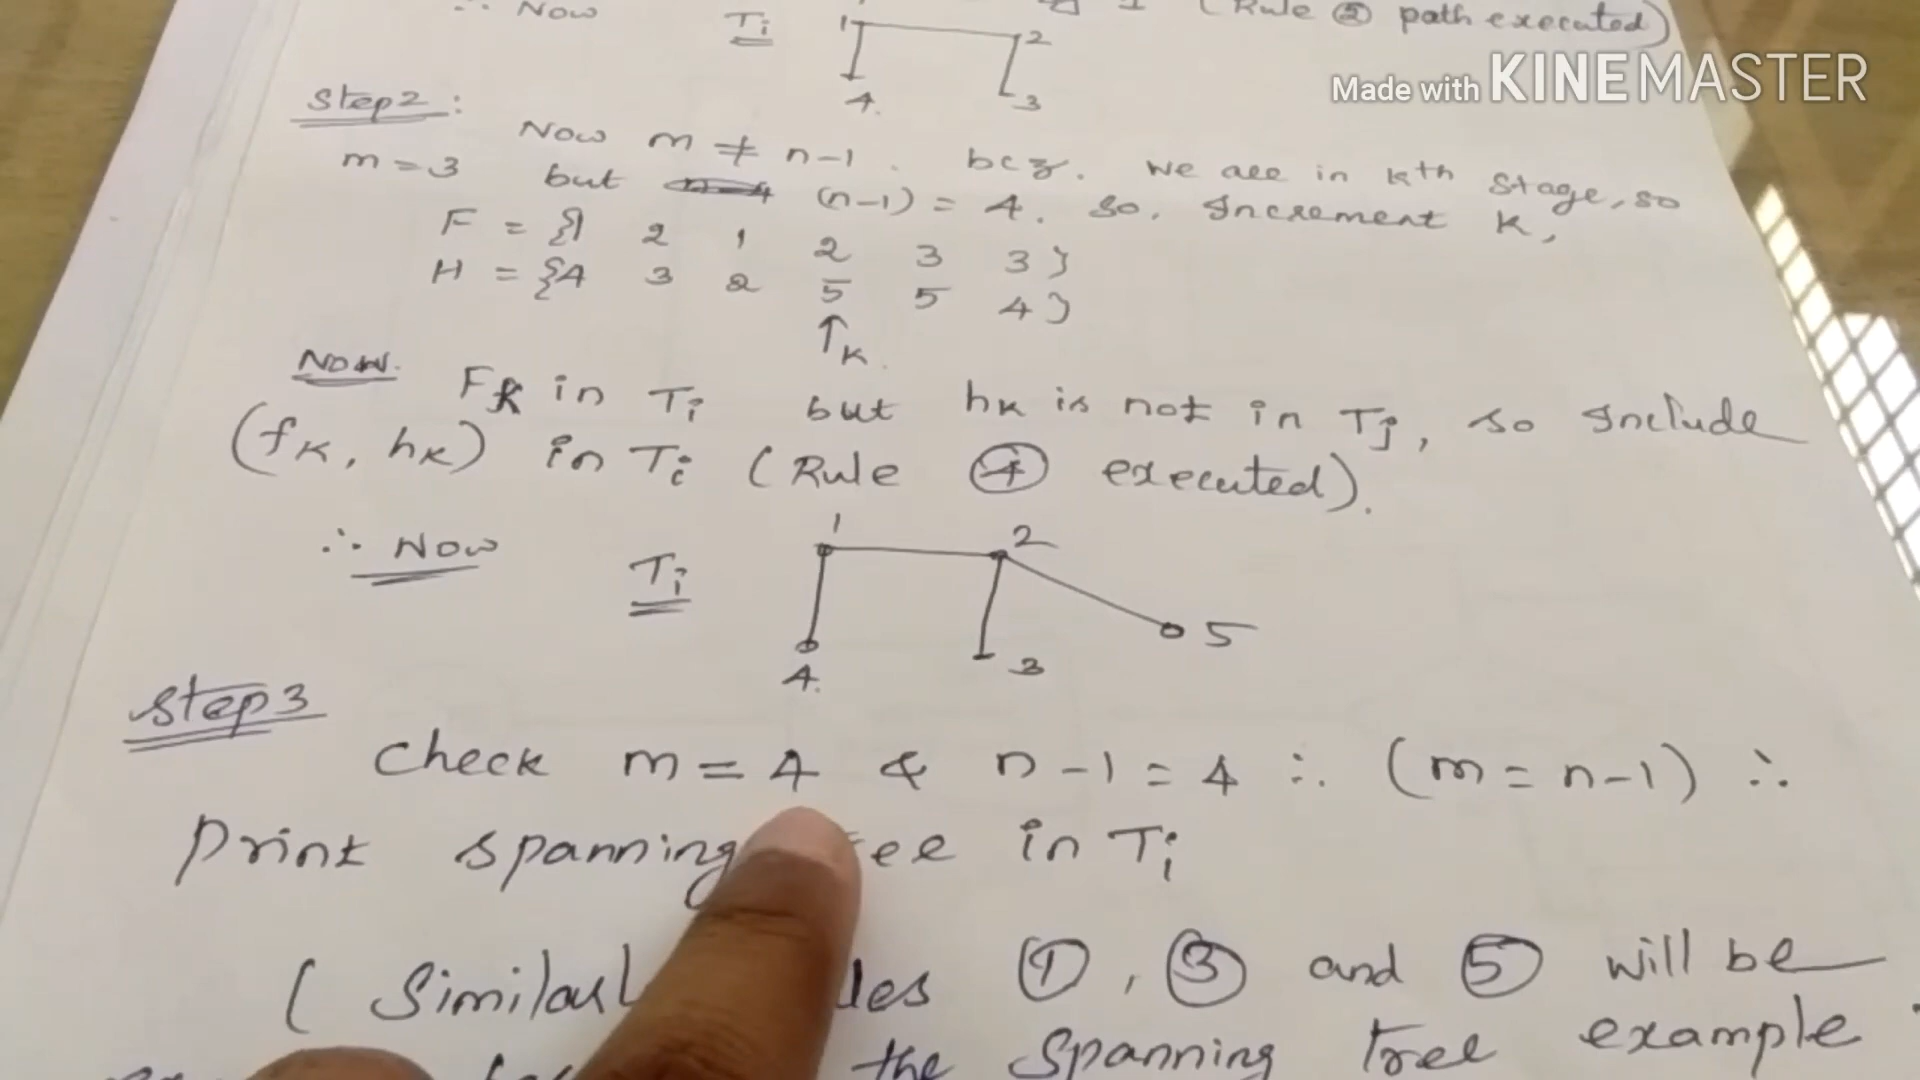 ∴ Now Ti 1 2 (Rule ② path executed)
4. 3
Made with KINEMASTER
Step2:
Now m ≠ n-1. bcz. we are in kth stage, so
m = 3 but (n-1) = 4. So, Increment k,
F = {1 2 1 2 3 3}
H = {4 3 2 5 5 4}
↑k.
Now. Fk in Ti but hk is not in Tj, so Include
(fk, hk) in Ti (Rule ④ executed).
∴ Now Ti 1 2
5
4. 3
Step3
Check m = 4 & n-1 = 4 ∴ (m = n-1) ∴
Print spanning in Ti
( ①, ③ and ⑤ will be
the Spanning Tree example